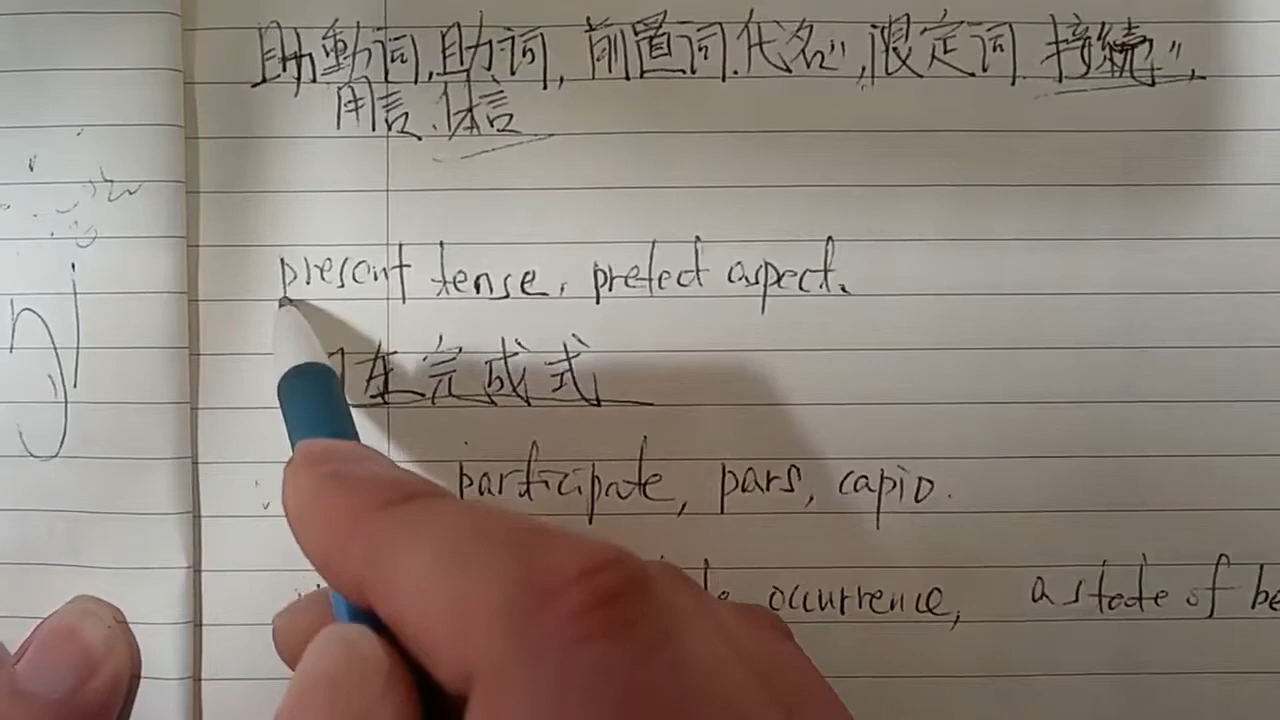 助動词,助词,前置词.代名〃,限定词 接続〃,
用言.体言
present tense, prefect aspect.
在完成式
participate, pars, capio.
occurrence, a state of be